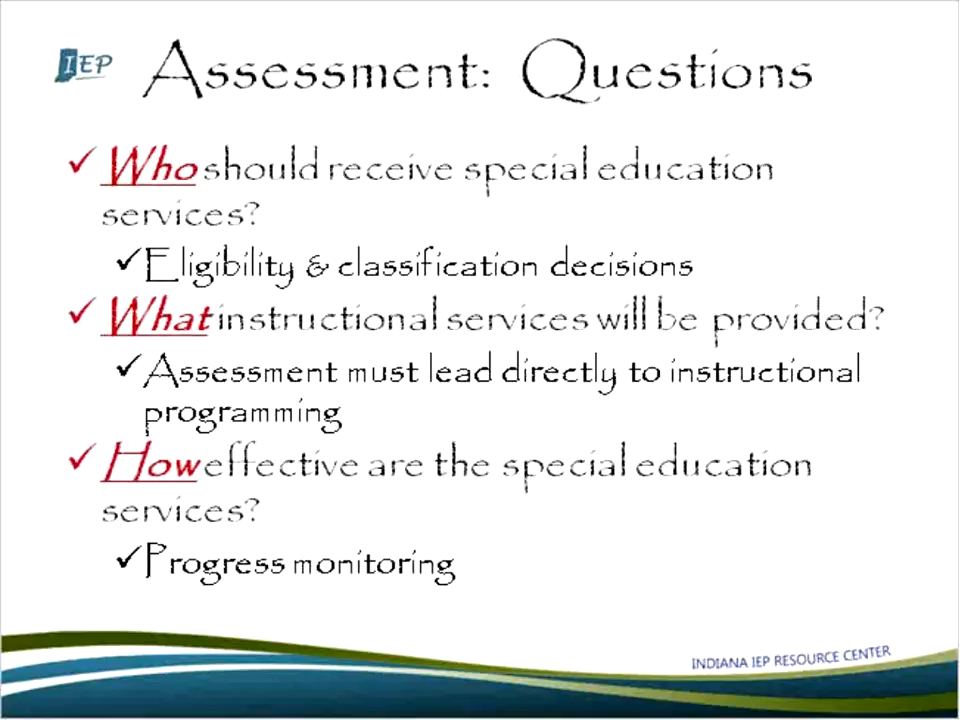 IEP
Assessment: Questions
✓ Who should receive special education
services?
✓ Eligibility & classification decisions
✓ What instructional services will be provided?
✓ Assessment must lead directly to instructional
programming
✓ How effective are the special education
services?
✓ Progress monitoring
INDIANA IEP RESOURCE CENTER